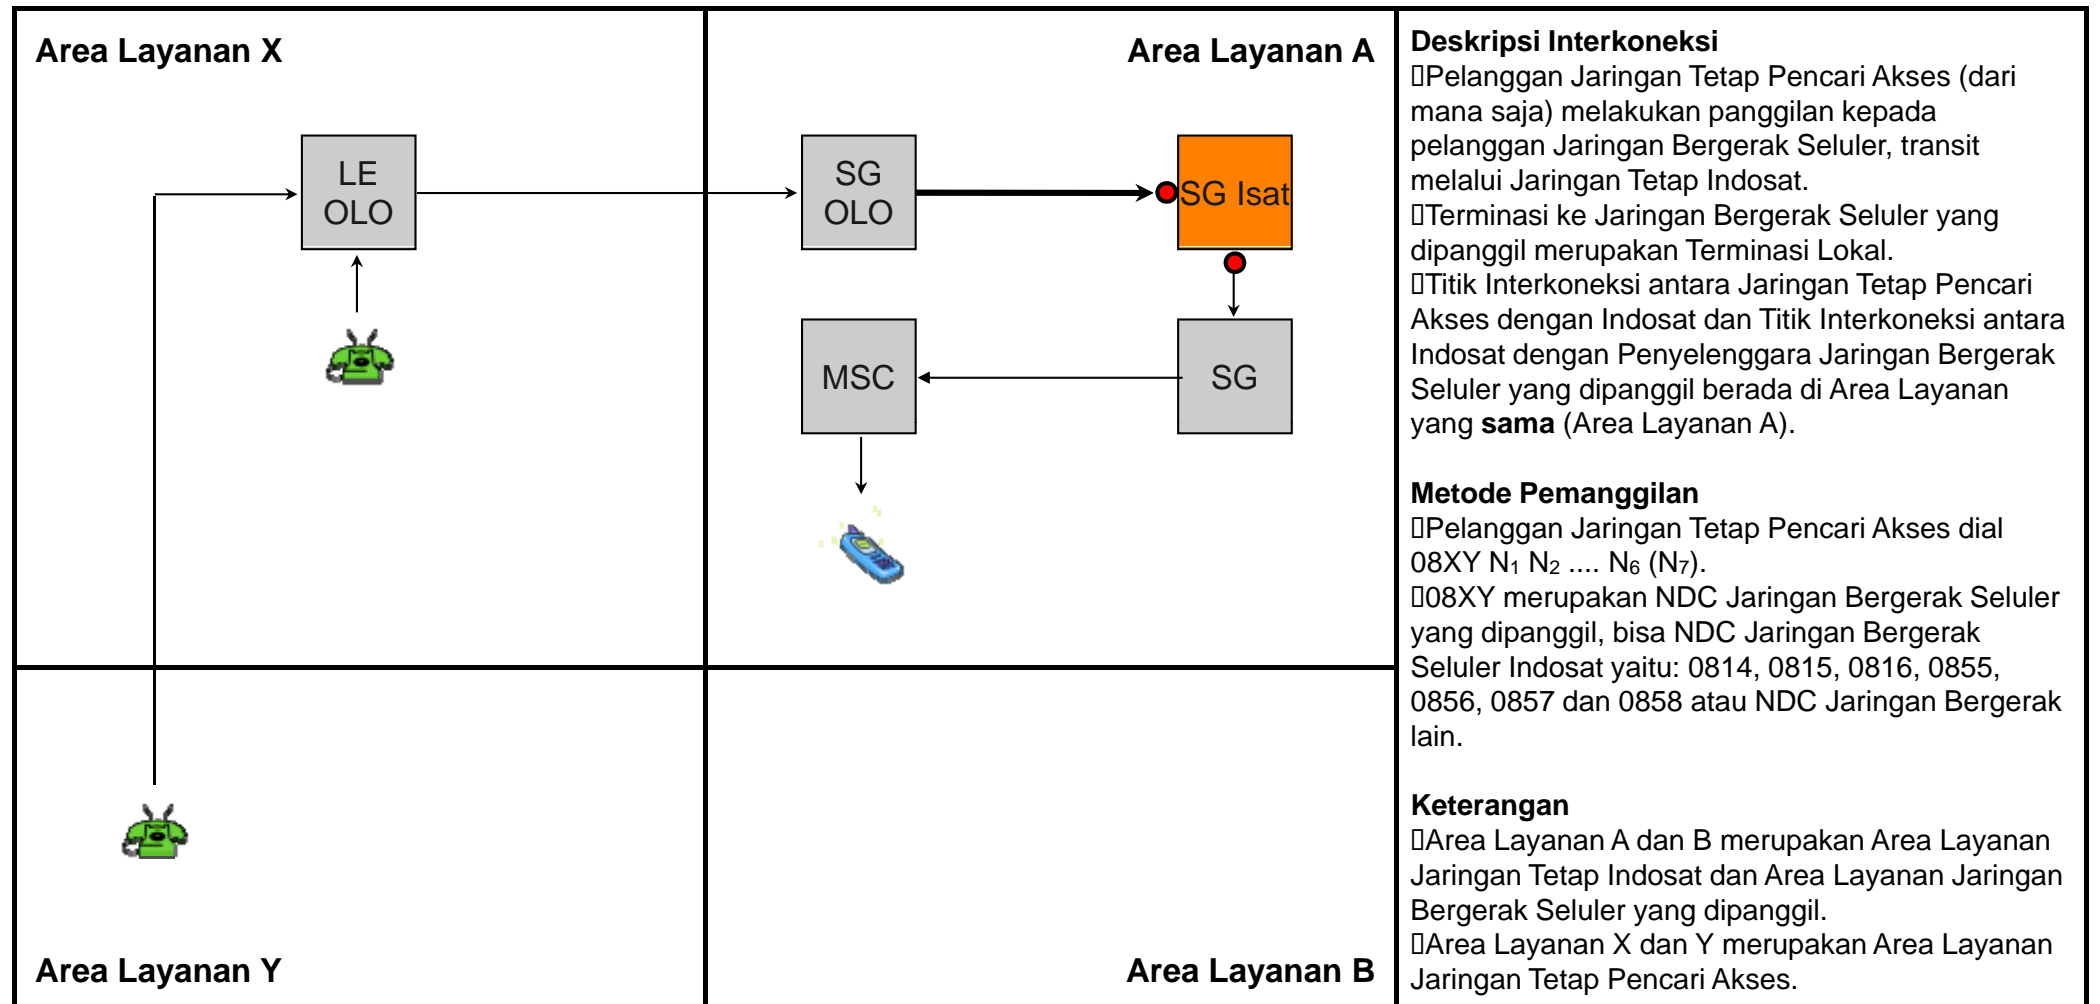 Area Layanan X
Area Layanan A
LE
OLO
SG
OLO
SG Isat
MSC
SG
Area Layanan Y
Area Layanan B
Deskripsi Interkoneksi
▯Pelanggan Jaringan Tetap Pencari Akses (dari
mana saja) melakukan panggilan kepada
pelanggan Jaringan Bergerak Seluler, transit
melalui Jaringan Tetap Indosat.
▯Terminasi ke Jaringan Bergerak Seluler yang
dipanggil merupakan Terminasi Lokal.
▯Titik Interkoneksi antara Jaringan Tetap Pencari
Akses dengan Indosat dan Titik Interkoneksi antara
Indosat dengan Penyelenggara Jaringan Bergerak
Seluler yang dipanggil berada di Area Layanan
yang sama (Area Layanan A).
Metode Pemanggilan
▯Pelanggan Jaringan Tetap Pencari Akses dial
08XY N₁ N₂ .... N₆ (N₇).
▯08XY merupakan NDC Jaringan Bergerak Seluler
yang dipanggil, bisa NDC Jaringan Bergerak
Seluler Indosat yaitu: 0814, 0815, 0816, 0855,
0856, 0857 dan 0858 atau NDC Jaringan Bergerak
lain.
Keterangan
▯Area Layanan A dan B merupakan Area Layanan
Jaringan Tetap Indosat dan Area Layanan Jaringan
Bergerak Seluler yang dipanggil.
▯Area Layanan X dan Y merupakan Area Layanan
Jaringan Tetap Pencari Akses.